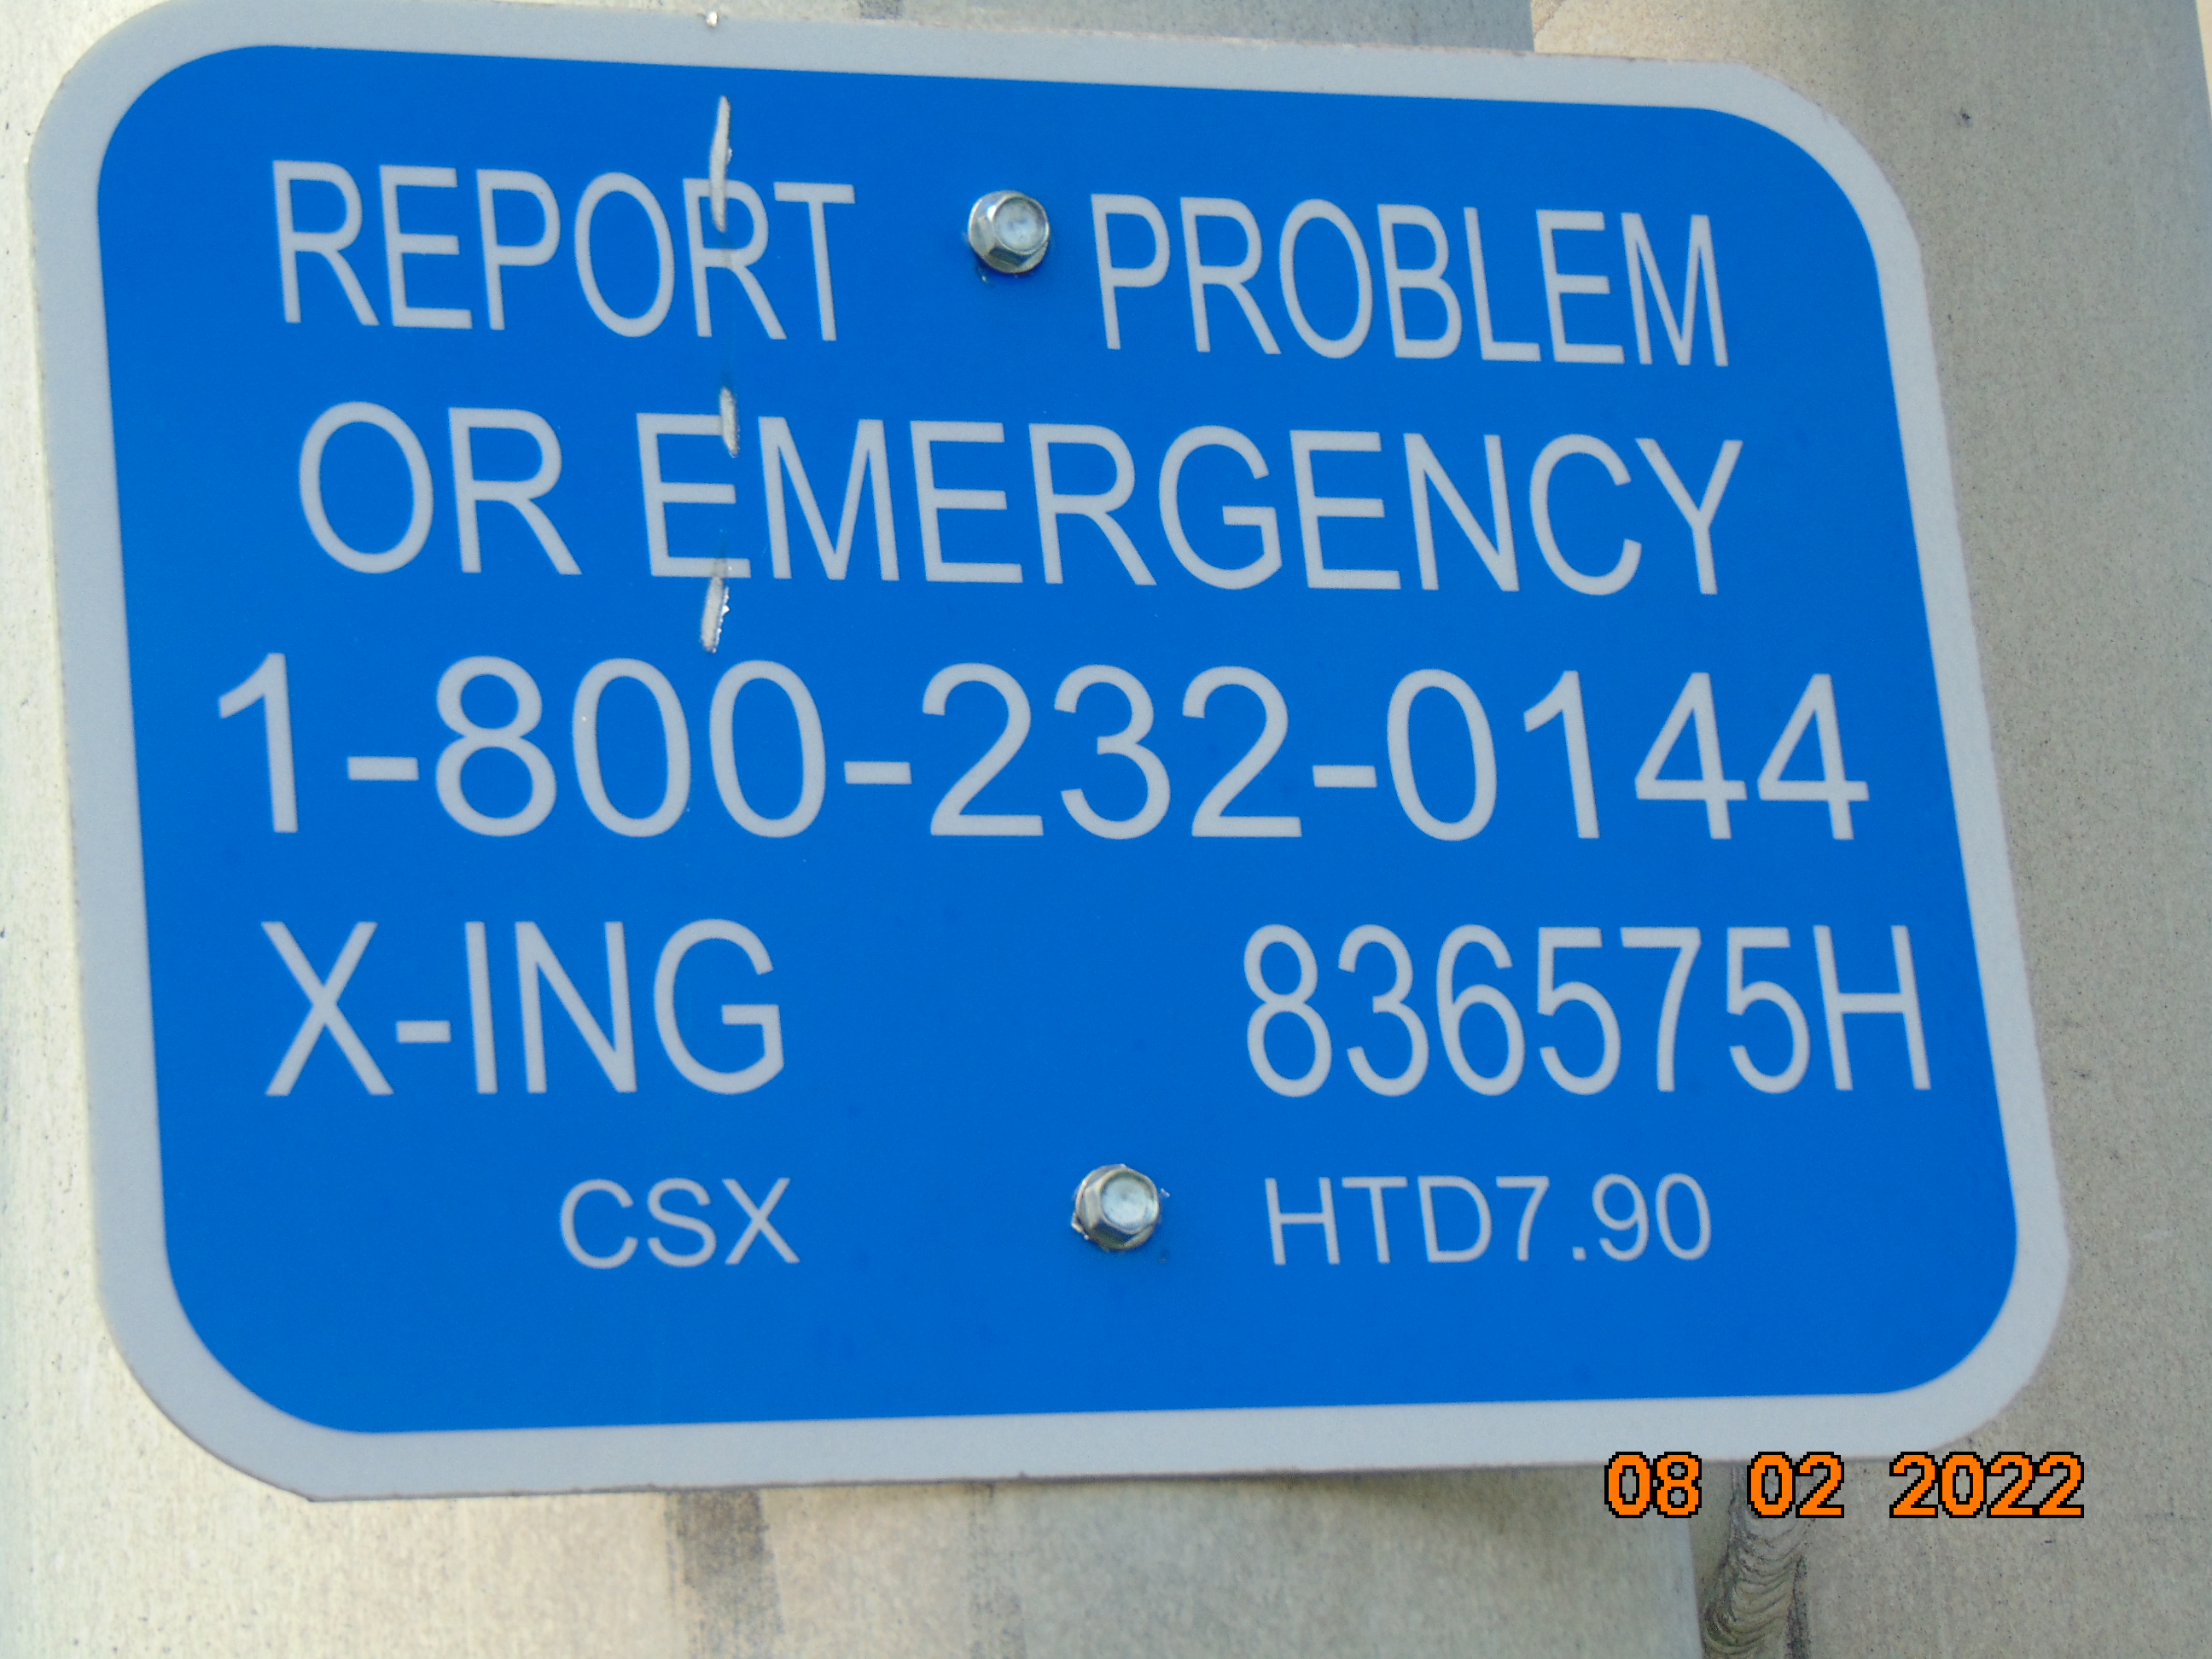 REPORT PROBLEM
OR EMERGENCY
1-800-232-0144
X-ING 836575H
CSX HTD7.90
08 02 2022